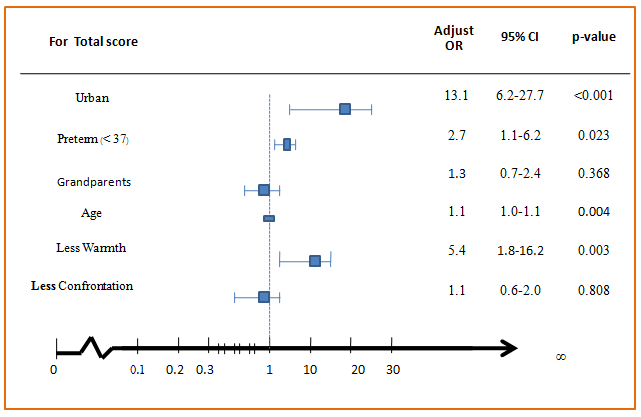 For Total score Adjust OR 95% CI p-value
Urban 13.1 6.2-27.7 <0.001
Preterm (< 37) 2.7 1.1-6.2 0.023
Grandparents 1.3 0.7-2.4 0.368
Age 1.1 1.0-1.1 0.004
Less Warmth 5.4 1.8-16.2 0.003
Less Confrontation 1.1 0.6-2.0 0.808
0 0.1 0.2 0.3 1 10 20 30 ∞